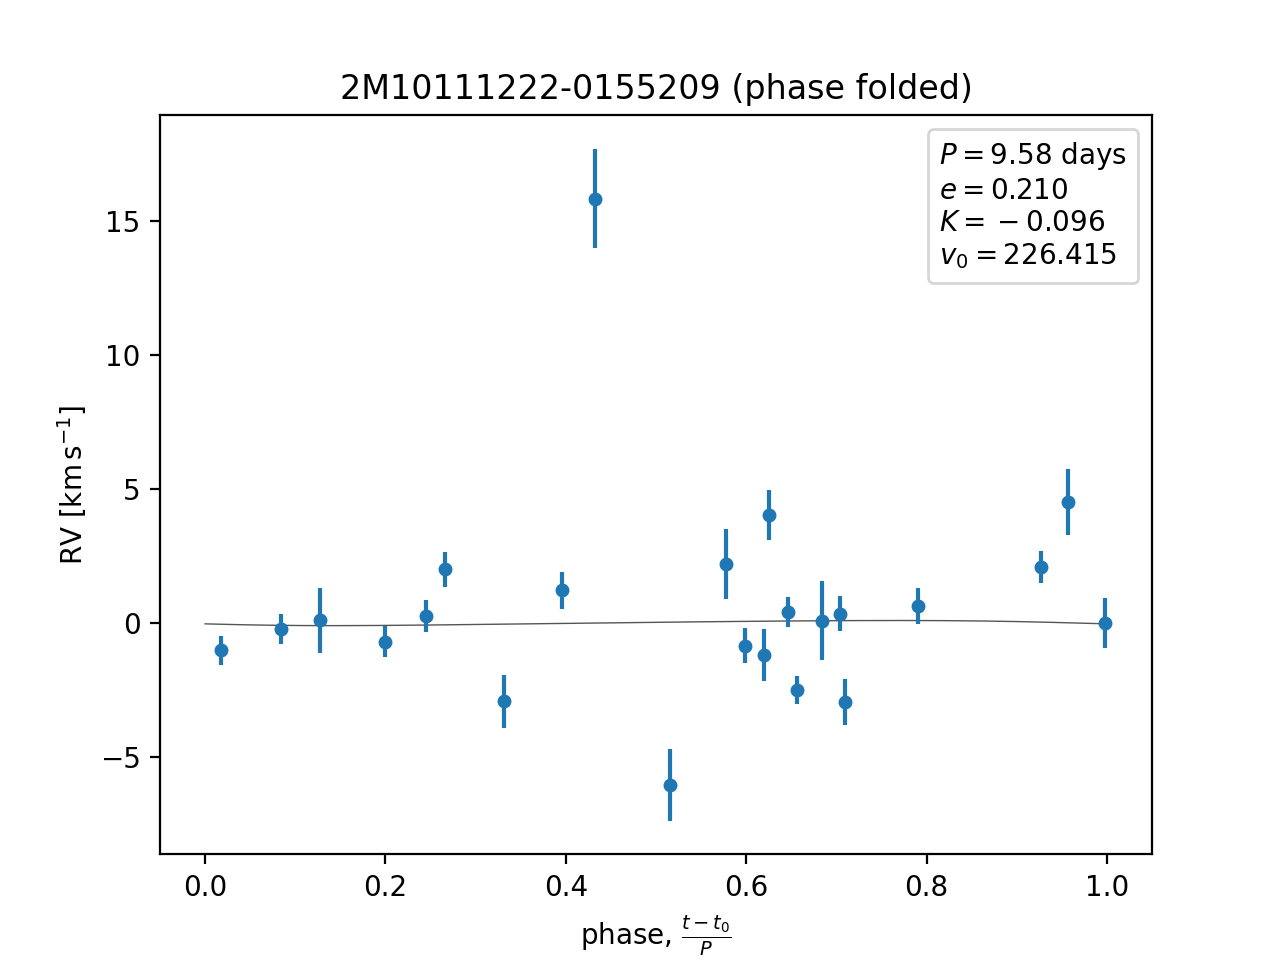 2M10111222-0155209 (phase folded)
P = 9.58 days
e = 0.210
K = −0.096
v₀ = 226.415
RV [km s⁻¹]
15
10
5
0
−5
0.0 0.2 0.4 0.6 0.8 1.0
phase, (t − t₀)/P